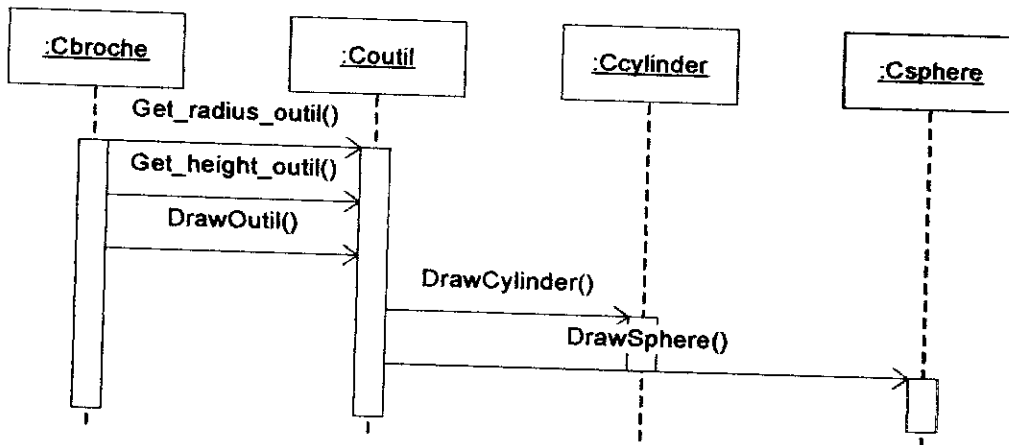 :Cbroche
:Coutil
:Ccylinder
:Csphere
Get_radius_outil()
Get_height_outil()
DrawOutil()
DrawCylinder()
DrawSphere()